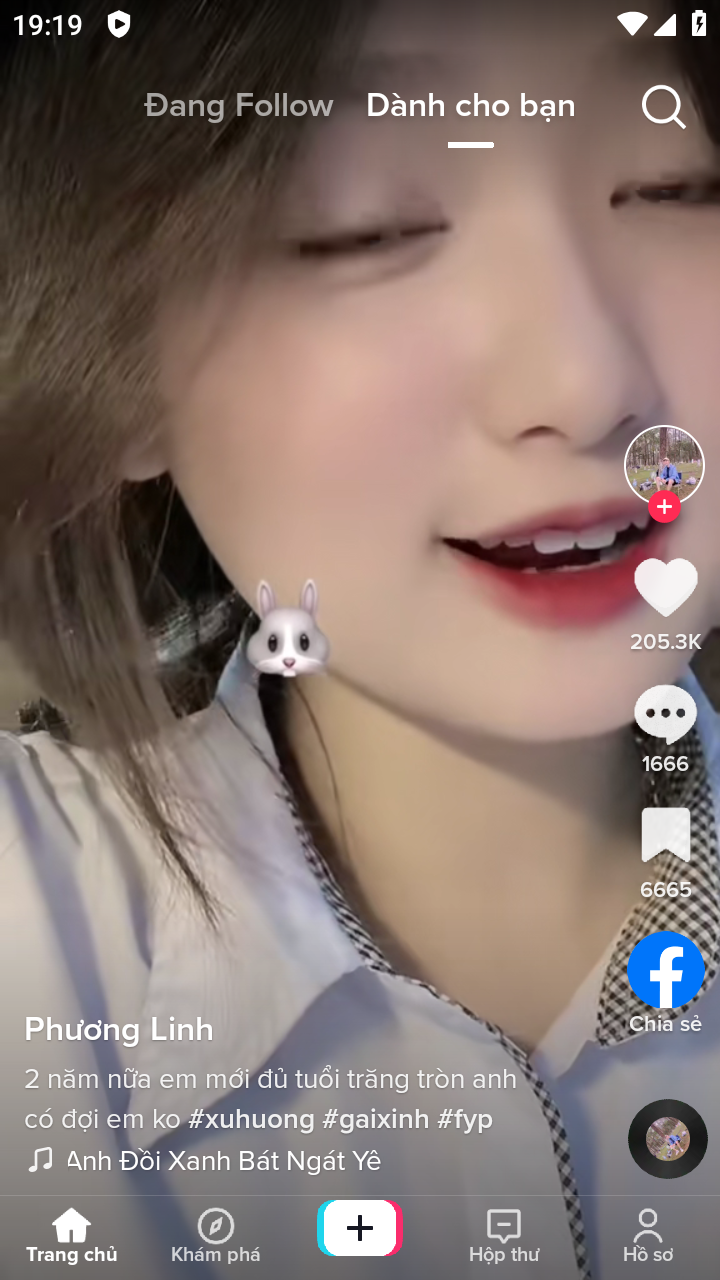 19:19
Đang Follow Dành cho bạn
205.3K
1666
6665
Chia sẻ
Phương Linh
2 năm nữa em mới đủ tuổi trăng tròn anh
có đợi em ko #xuhuong #gaixinh #fyp
Anh Đồi Xanh Bát Ngát Yê
Trang chủ Khám phá Hộp thư Hồ sơ